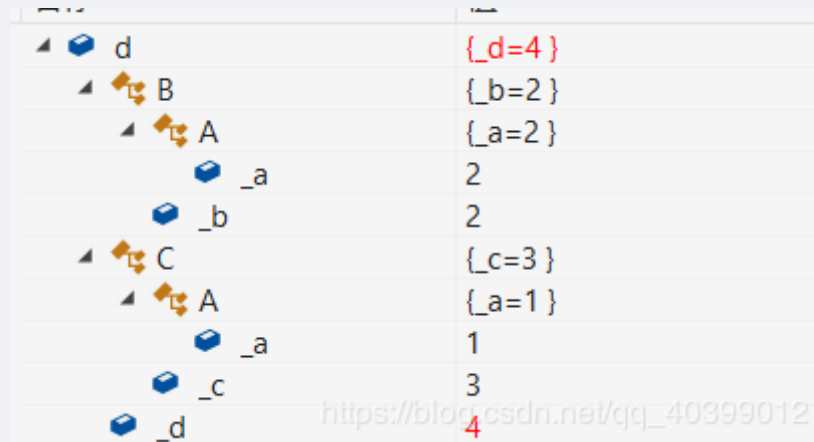 d {_d=4 }
B {_b=2 }
A {_a=2 }
_a 2
_b 2
C {_c=3 }
A {_a=1 }
_a 1
_c 3
_d 4
https://blog.csdn.net/qq_40399012